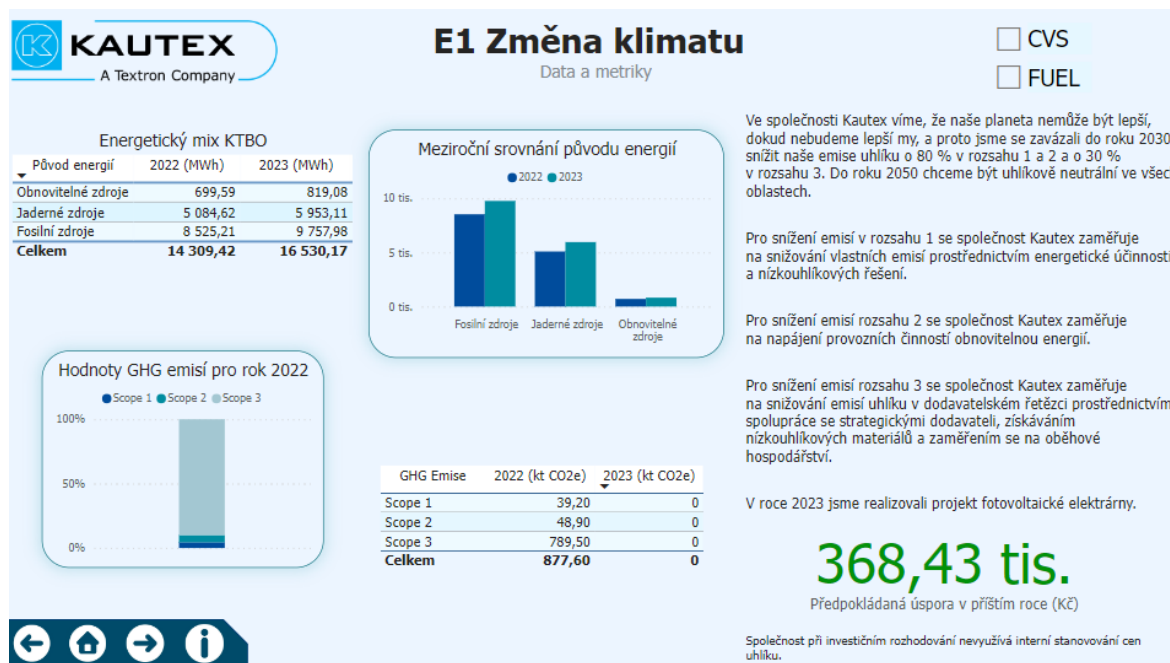 KAUTEX
A Textron Company
E1 Změna klimatu
Data a metriky
CVS
FUEL
Energetický mix KTBO
Původ energií 2022 (MWh) 2023 (MWh)
Obnovitelné zdroje 699,59 819,08
Jaderné zdroje 5 084,62 5 953,11
Fosilní zdroje 8 525,21 9 757,98
Celkem 14 309,42 16 530,17
Meziroční srovnání původu energií
2022 2023
10 tis.
5 tis.
0 tis.
Fosilní zdroje Jaderné zdroje Obnovitelné
zdroje
Hodnoty GHG emisí pro rok 2022
Scope 1 Scope 2 Scope 3
100%
50%
0%
GHG Emise 2022 (kt CO2e) 2023 (kt CO2e)
Scope 1 39,20 0
Scope 2 48,90 0
Scope 3 789,50 0
Celkem 877,60 0
Ve společnosti Kautex víme, že naše planeta nemůže být lepší,
dokud nebudeme lepší my, a proto jsme se zavázali do roku 2030
snížit naše emise uhlíku o 80 % v rozsahu 1 a 2 a o 30 %
v rozsahu 3. Do roku 2050 chceme být uhlíkově neutrální ve všec
oblastech.
Pro snížení emisí v rozsahu 1 se společnost Kautex zaměřuje
na snižování vlastních emisí prostřednictvím energetické účinnosti
a nízkouhlíkových řešení.
Pro snížení emisí rozsahu 2 se společnost Kautex zaměřuje
na napájení provozních činností obnovitelnou energií.
Pro snížení emisí rozsahu 3 se společnost Kautex zaměřuje
na snižování emisí uhlíku v dodavatelském řetězci prostřednictvím
spolupráce se strategickými dodavateli, získáváním
nízkouhlíkových materiálů a zaměřením se na oběhové
hospodářství.
V roce 2023 jsme realizovali projekt fotovoltaické elektrárny.
368,43 tis.
Předpokládaná úspora v příštím roce (Kč)
Společnost při investičním rozhodování nevyužívá interní stanovování cen
uhlíku.